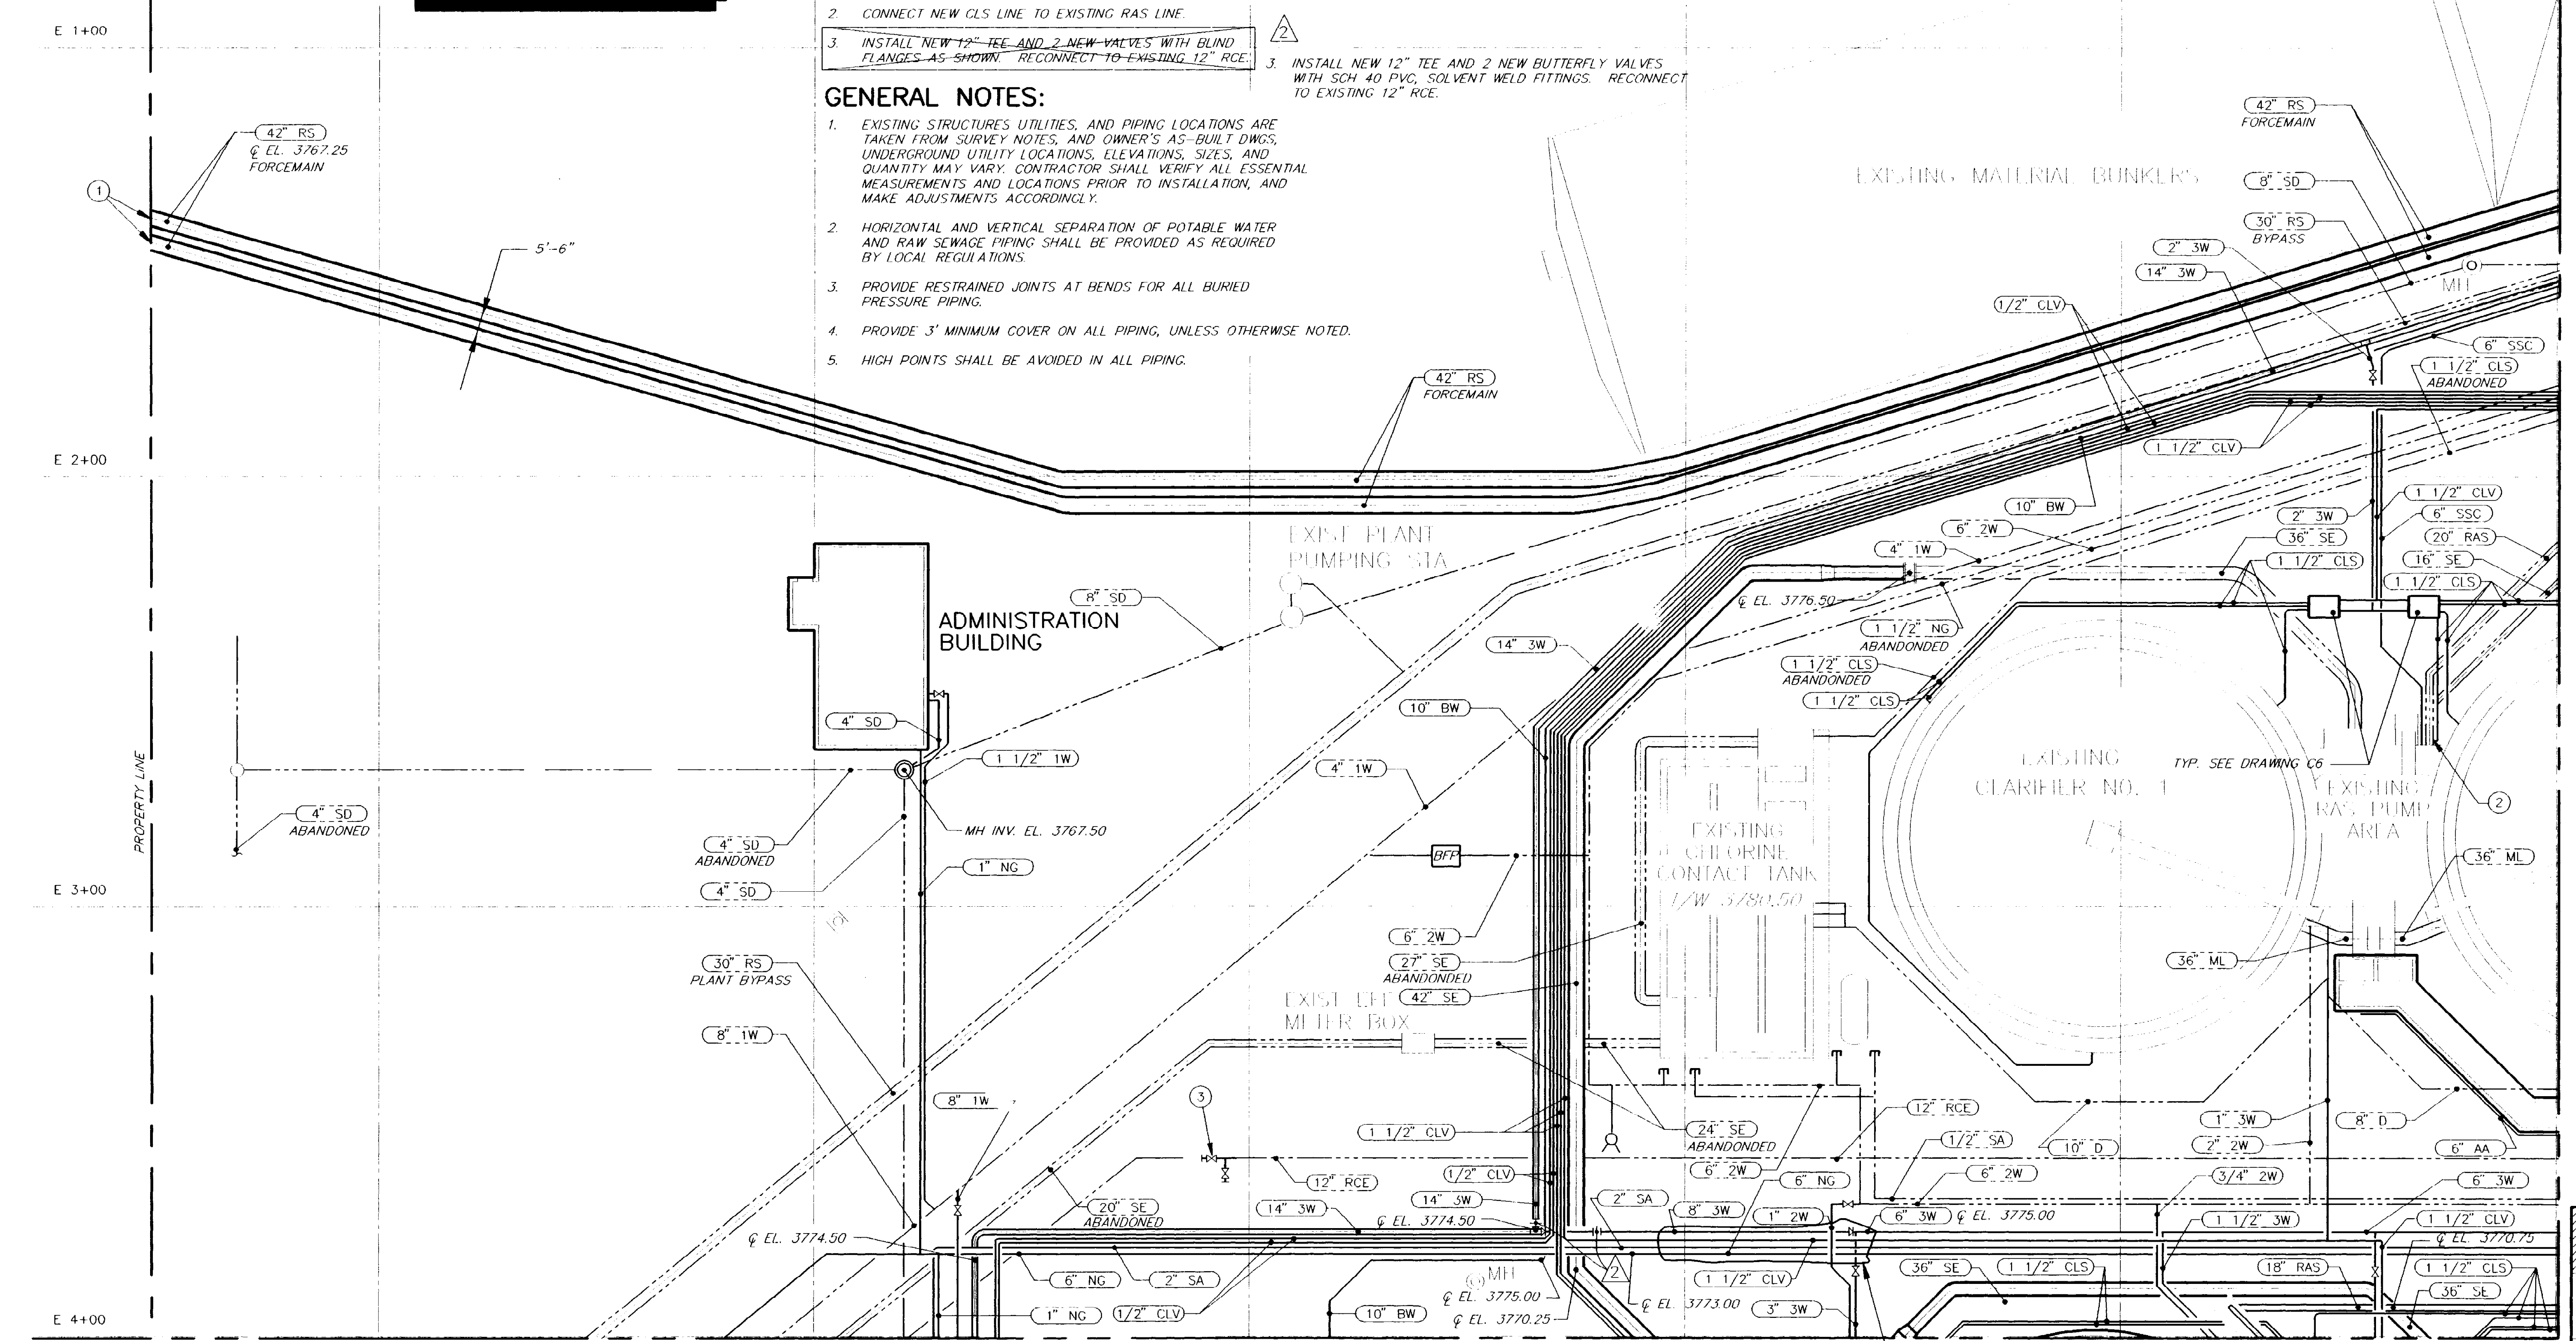 E 1+00
2. CONNECT NEW CLS LINE TO EXISTING RAS LINE.
3. INSTALL NEW 12" TEE AND 2 NEW VALVES WITH BLIND
FLANGES AS SHOWN. RECONNECT TO EXISTING 12" RCE.
2
3. INSTALL NEW 12" TEE AND 2 NEW BUTTERFLY VALVES
WITH SCH 40 PVC, SOLVENT WELD FITTINGS. RECONNECT
TO EXISTING 12" RCE.
GENERAL NOTES:
1. EXISTING STRUCTURES UTILITIES, AND PIPING LOCATIONS ARE
TAKEN FROM SURVEY NOTES, AND OWNER'S AS-BUILT DWGS,
UNDERGROUND UTILITY LOCATIONS, ELEVATIONS, SIZES, AND
QUANTITY MAY VARY. CONTRACTOR SHALL VERIFY ALL ESSENTIAL
MEASUREMENTS AND LOCATIONS PRIOR TO INSTALLATION, AND
MAKE ADJUSTMENTS ACCORDINGLY.
2. HORIZONTAL AND VERTICAL SEPARATION OF POTABLE WATER
AND RAW SEWAGE PIPING SHALL BE PROVIDED AS REQUIRED
BY LOCAL REGULATIONS.
3. PROVIDE RESTRAINED JOINTS AT BENDS FOR ALL BURIED
PRESSURE PIPING.
4. PROVIDE 3' MINIMUM COVER ON ALL PIPING, UNLESS OTHERWISE NOTED.
5. HIGH POINTS SHALL BE AVOIDED IN ALL PIPING.
42" RS
℄ EL. 3767.25
FORCEMAIN
1
5'-6"
42" RS
FORCEMAIN
EXISTING MATERIAL BUNKERS
42" RS
FORCEMAIN
8" SD
30" RS
BYPASS
2" 3W
14" 3W
MH
1/2" CLV
6" SSC
1 1/2" CLS
ABANDONED
1 1/2" CLV
E 2+00
10" BW
6" 2W
4" 1W
1 1/2" CLV
2" 3W
6" SSC
36" SE
20" RAS
1 1/2" CLS
16" SE
1 1/2" CLS
EXIST PLANT
PUMPING STA
8" SD
℄ EL. 3776.50
1 1/2" NG
ABANDONDED
ADMINISTRATION
BUILDING
14" 3W
1 1/2" CLS
ABANDONDED
1 1/2" CLS
4" SD
10" BW
1 1/2" 1W
4" 1W
EXISTING
CLARIFIER NO. 1
TYP. SEE DRAWING C6
EXISTING
RAS PUMP
AREA
2
PROPERTY LINE
4" SD
ABANDONED
MH INV. EL. 3767.50
4" SD
ABANDONED
BFP
EXISTING
CHLORINE
CONTACT TANK
T/W 3780.50
36" ML
1" NG
4" SD
E 3+00
6" 2W
27" SE
ABANDONDED
42" SE
30" RS
PLANT BYPASS
36" ML
EXIST EFF
METER BOX
8" 1W
8" 1W
3
12" RCE
1" 3W
8" D
1 1/2" CLV
24" SE
ABANDONDED
1/2" SA
10" D
2" 2W
6" AA
12" RCE
1/2" CLV
6" 2W
6" NG
6" 2W
3/4" 2W
6" 3W
20" SE
ABANDONED
14" 3W
14" 3W
2" SA
8" 3W
1" 2W
6" 3W
℄ EL. 3775.00
1 1/2" 3W
1 1/2" CLV
℄ EL. 3774.50
℄ EL. 3774.50
℄ EL. 3770.75
6" NG
2" SA
MH
2
1 1/2" CLV
36" SE
1 1/2" CLS
18" RAS
1 1/2" CLS
℄ EL. 3775.00
36" SE
1" NG
1/2" CLV
10" BW
℄ EL. 3770.25
℄ EL. 3773.00
3" 3W
E 4+00